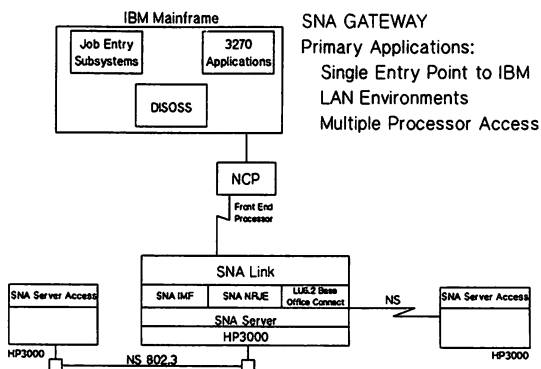 IBM Mainframe
SNA GATEWAY
Primary Applications:
Single Entry Point to IBM
LAN Environments
Multiple Processor Access
Job Entry
Subsystems
3270
Applications
DISOSS
NCP
Front End
Processor
SNA Link
SNA IMF
SNA NRJE
LU6.2 Base
Office Connect
SNA Server
HP3000
SNA Server Access
HP3000
NS 802.3
NS
SNA Server Access
HP3000